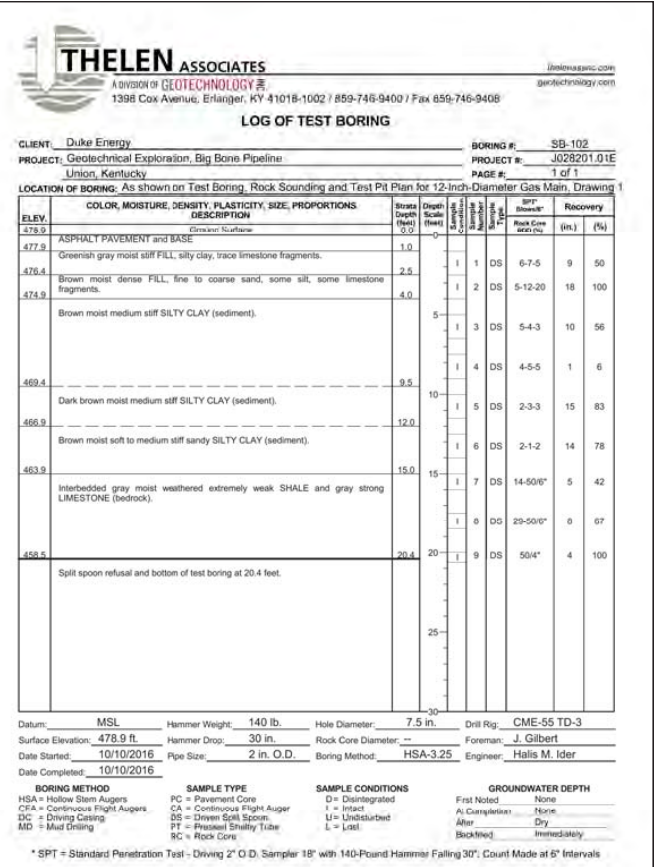 THELEN ASSOCIATES
thelenassoc.com
A DIVISION OF GEOTECHNOLOGY
geotechnology.com
1398 Cox Avenue, Erlanger, KY 41018-1002 / 859-746-9400 / Fax 859-746-9408
LOG OF TEST BORING
CLIENT: Duke Energy BORING #: SB-102
PROJECT: Geotechnical Exploration, Big Bone Pipeline PROJECT #: J028201.01E
Union, Kentucky PAGE #: 1 of 1
LOCATION OF BORING: As shown on Test Boring, Rock Sounding and Test Pit Plan for 12-Inch-Diameter Gas Main, Drawing 1
ELEV. COLOR, MOISTURE, DENSITY, PLASTICITY, SIZE, PROPORTIONS DESCRIPTION Strata Depth (feet) Depth Scale (feet) Sample Condition Sample Number Sample Type SPT* Blows/6" Rock Core RQD (%) Recovery (in.) (%)
478.9 Ground Surface 0.0 0
ASPHALT PAVEMENT and BASE
477.9 1.0
Greenish gray moist stiff FILL, silty clay, trace limestone fragments.
I 1 DS 6-7-5 9 50
476.4 2.5
Brown moist dense FILL, fine to coarse sand, some silt, some limestone
fragments.
I 2 DS 5-12-20 18 100
474.9 4.0
Brown moist medium stiff SILTY CLAY (sediment).
5
I 3 DS 5-4-3 10 56
I 4 DS 4-5-5 1 6
469.4 9.5
10
Dark brown moist medium stiff SILTY CLAY (sediment).
I 5 DS 2-3-3 15 83
466.9 12.0
Brown moist soft to medium stiff sandy SILTY CLAY (sediment).
I 6 DS 2-1-2 14 78
463.9 15.0 15
Interbedded gray moist weathered extremely weak SHALE and gray strong
LIMESTONE (bedrock).
I 7 DS 14-50/6" 5 42
I 8 DS 29-50/6" 8 67
458.5 20.4 20 I 9 DS 50/4" 4 100
Split spoon refusal and bottom of test boring at 20.4 feet.
25
30
Datum: MSL Hammer Weight: 140 lb. Hole Diameter: 7.5 in. Drill Rig: CME-55 TD-3
Surface Elevation: 478.9 ft. Hammer Drop: 30 in. Rock Core Diameter: -- Foreman: J. Gilbert
Date Started: 10/10/2016 Pipe Size: 2 in. O.D. Boring Method: HSA-3.25 Engineer: Halis M. Ider
Date Completed: 10/10/2016
BORING METHOD SAMPLE TYPE SAMPLE CONDITIONS GROUNDWATER DEPTH
HSA = Hollow Stem Augers PC = Pavement Core D = Disintegrated First Noted None
CFA = Continuous Flight Augers CA = Continuous Flight Auger I = Intact At Completion None
DC = Driving Casing DS = Driven Split Spoon U = Undisturbed After Dry
MD = Mud Drilling PT = Pressed Shelby Tube L = Lost Backfilled Immediately
RC = Rock Core
* SPT = Standard Penetration Test - Driving 2" O.D. Sampler 18" with 140-Pound Hammer Falling 30"; Count Made at 6" Intervals